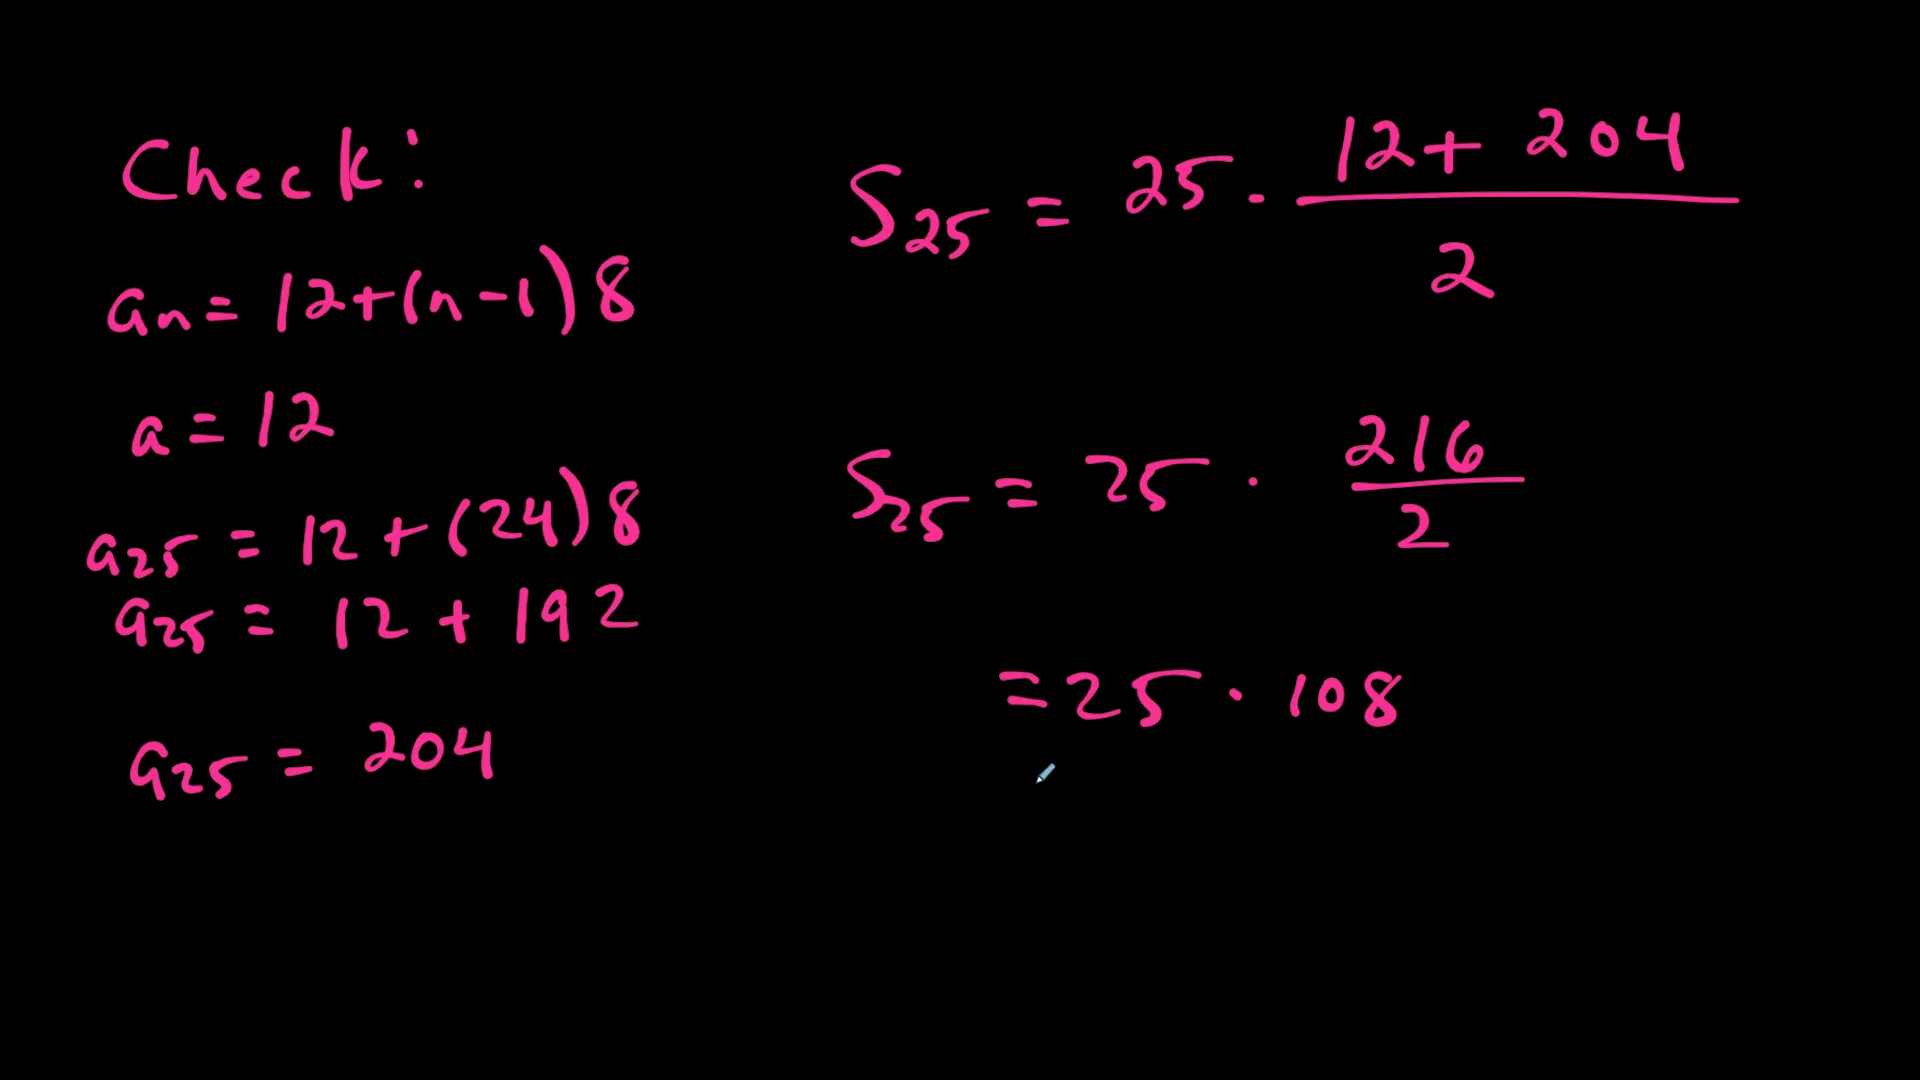 Check:
an = 12+(n-1)8
a = 12
a25 = 12 + (24)8
a25 = 12 + 192
a25 = 204
S25 = 25 · (12 + 204)/2
S25 = 25 · 216/2
= 25 · 108